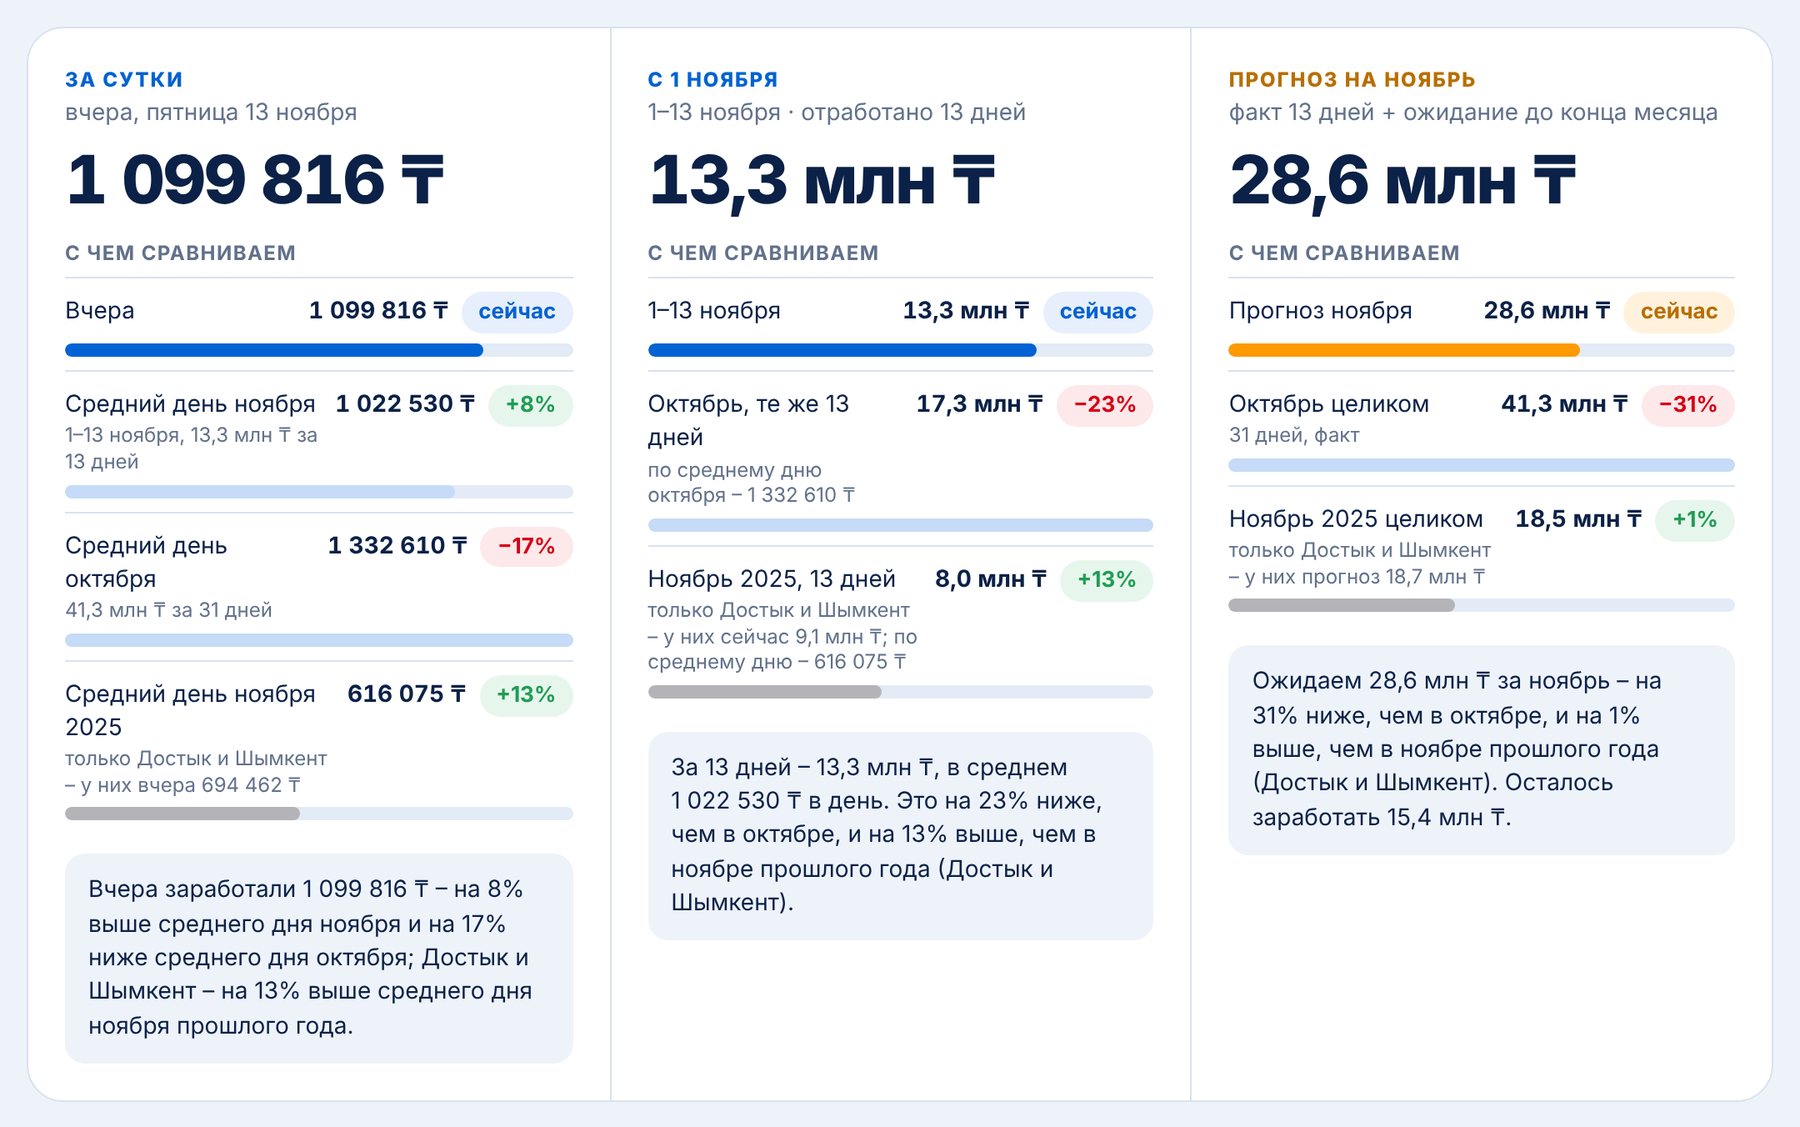 ЗА СУТКИ
вчера, пятница 13 ноября
1 099 816 ₸
С ЧЕМ СРАВНИВАЕМ
Вчера 1 099 816 ₸ сейчас
Средний день ноября 1 022 530 ₸ +8%
1–13 ноября, 13,3 млн ₸ за
13 дней
Средний день 1 332 610 ₸ −17%
октября
41,3 млн ₸ за 31 дней
Средний день ноября 616 075 ₸ +13%
2025
только Достык и Шымкент
– у них вчера 694 462 ₸
Вчера заработали 1 099 816 ₸ – на 8%
выше среднего дня ноября и на 17%
ниже среднего дня октября; Достык и
Шымкент – на 13% выше среднего дня
ноября прошлого года.
С 1 НОЯБРЯ
1–13 ноября · отработано 13 дней
13,3 млн ₸
С ЧЕМ СРАВНИВАЕМ
1–13 ноября 13,3 млн ₸ сейчас
Октябрь, те же 13 17,3 млн ₸ −23%
дней
по среднему дню
октября – 1 332 610 ₸
Ноябрь 2025, 13 дней 8,0 млн ₸ +13%
только Достык и Шымкент
– у них сейчас 9,1 млн ₸; по
среднему дню – 616 075 ₸
За 13 дней – 13,3 млн ₸, в среднем
1 022 530 ₸ в день. Это на 23% ниже,
чем в октябре, и на 13% выше, чем в
ноябре прошлого года (Достык и
Шымкент).
ПРОГНОЗ НА НОЯБРЬ
факт 13 дней + ожидание до конца месяца
28,6 млн ₸
С ЧЕМ СРАВНИВАЕМ
Прогноз ноября 28,6 млн ₸ сейчас
Октябрь целиком 41,3 млн ₸ −31%
31 дней, факт
Ноябрь 2025 целиком 18,5 млн ₸ +1%
только Достык и Шымкент
– у них прогноз 18,7 млн ₸
Ожидаем 28,6 млн ₸ за ноябрь – на
31% ниже, чем в октябре, и на 1%
выше, чем в ноябре прошлого года
(Достык и Шымкент). Осталось
заработать 15,4 млн ₸.